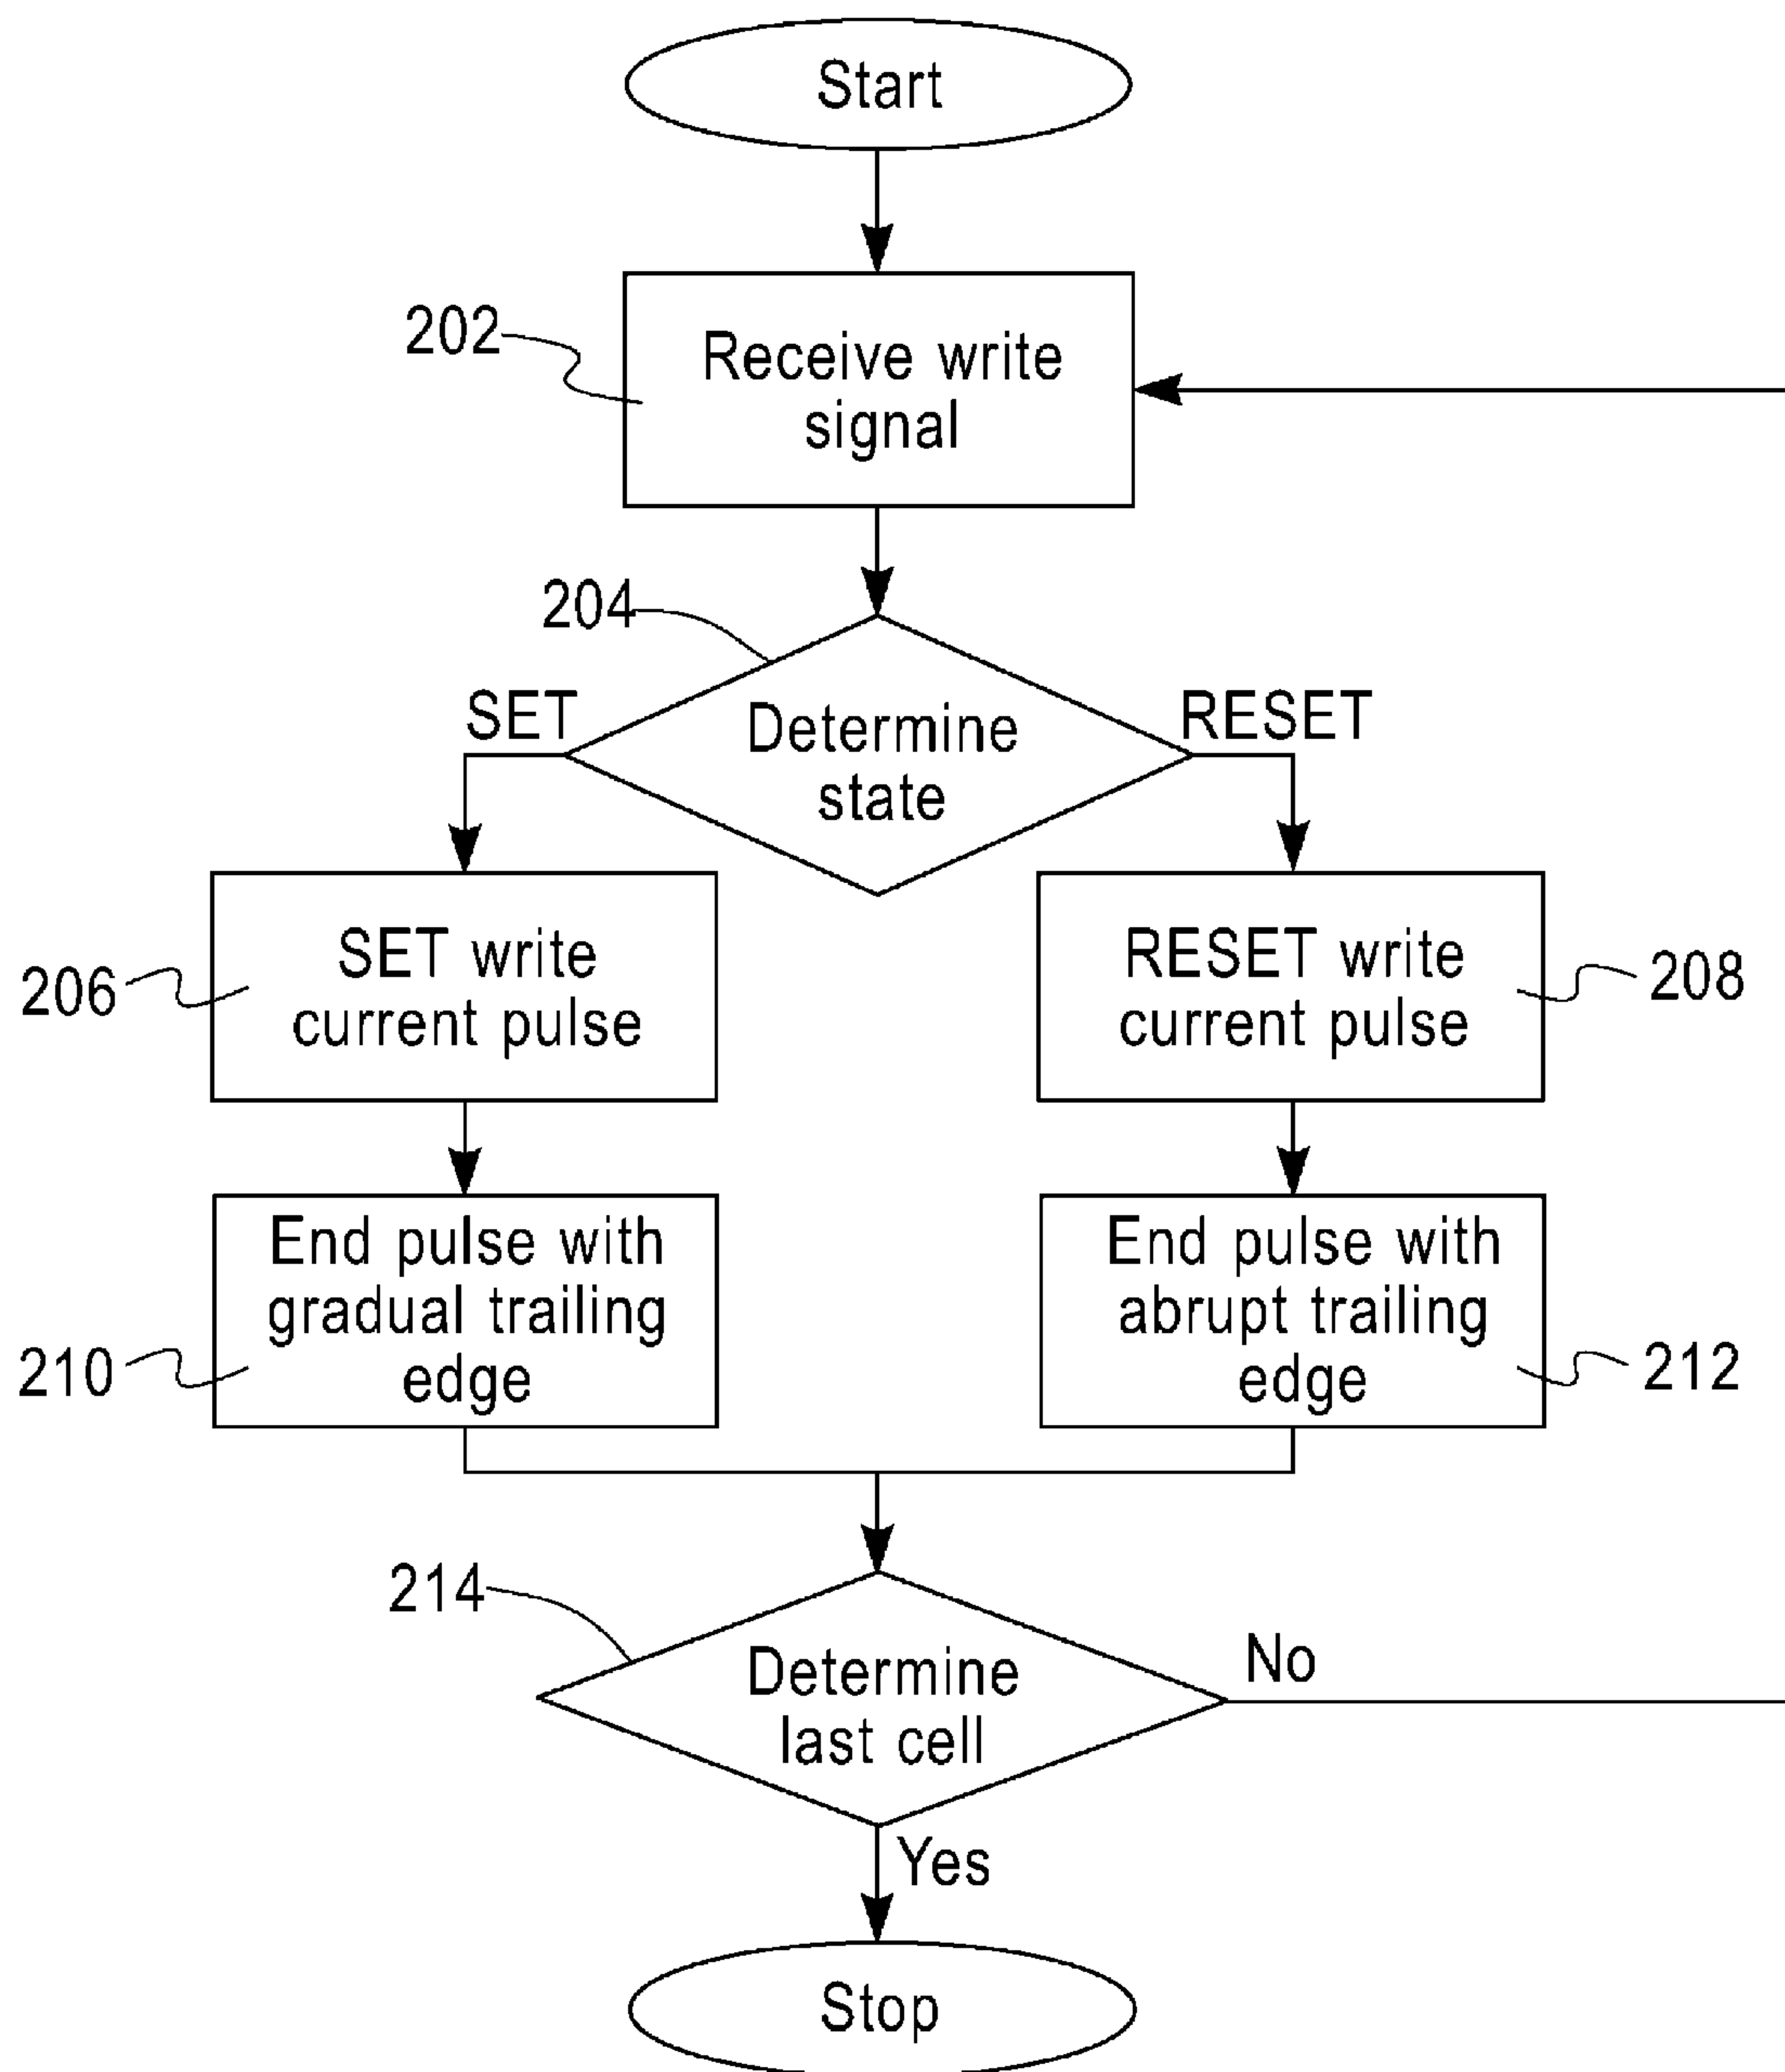 Start
202
Receive write
signal
204
SET
RESET
Determine
state
206
SET write
current pulse
RESET write
current pulse
208
210
End pulse with
gradual trailing
edge
End pulse with
abrupt trailing
edge
212
214
Determine
last cell
No
Yes
Stop